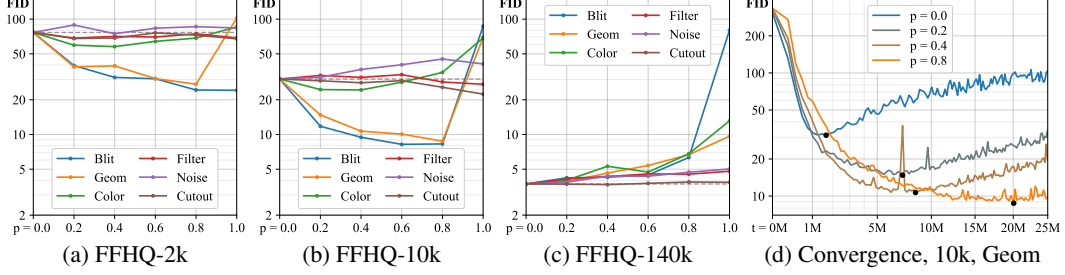 FID
100
50
20
10
5
2
Blit
Geom
Color
Filter
Noise
Cutout
p = 0.0 0.2 0.4 0.6 0.8 1.0
(a) FFHQ-2k
FID
100
50
20
10
5
2
Blit
Geom
Color
Filter
Noise
Cutout
p = 0.0 0.2 0.4 0.6 0.8 1.0
(b) FFHQ-10k
FID
100
50
20
10
5
2
Blit
Geom
Color
Filter
Noise
Cutout
p = 0.0 0.2 0.4 0.6 0.8 1.0
(c) FFHQ-140k
FID
200
100
50
20
10
p = 0.0
p = 0.2
p = 0.4
p = 0.8
t = 0M 1M 5M 10M 15M 20M 25M
(d) Convergence, 10k, Geom